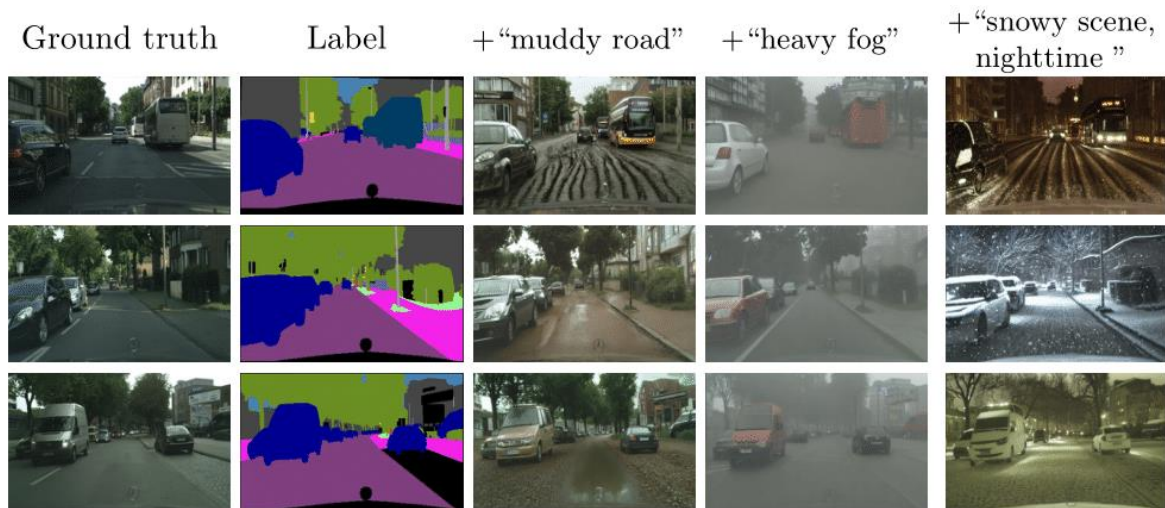 Ground truth
Label
+“muddy road”
+“heavy fog”
+“snowy scene,
nighttime ”